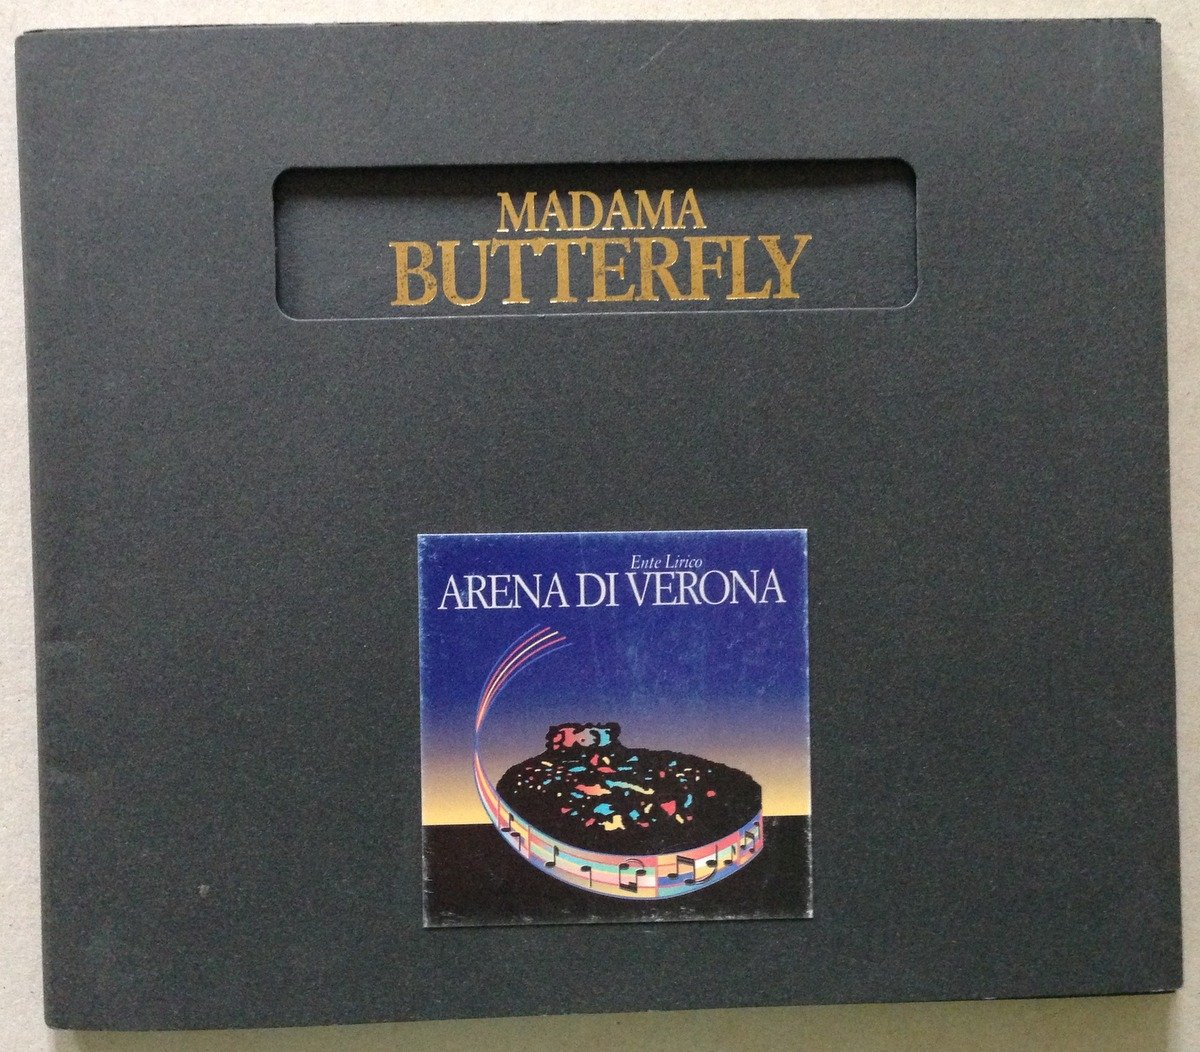 MADAMA
BUTTERFLY
Ente Lirico
ARENA DI VERONA